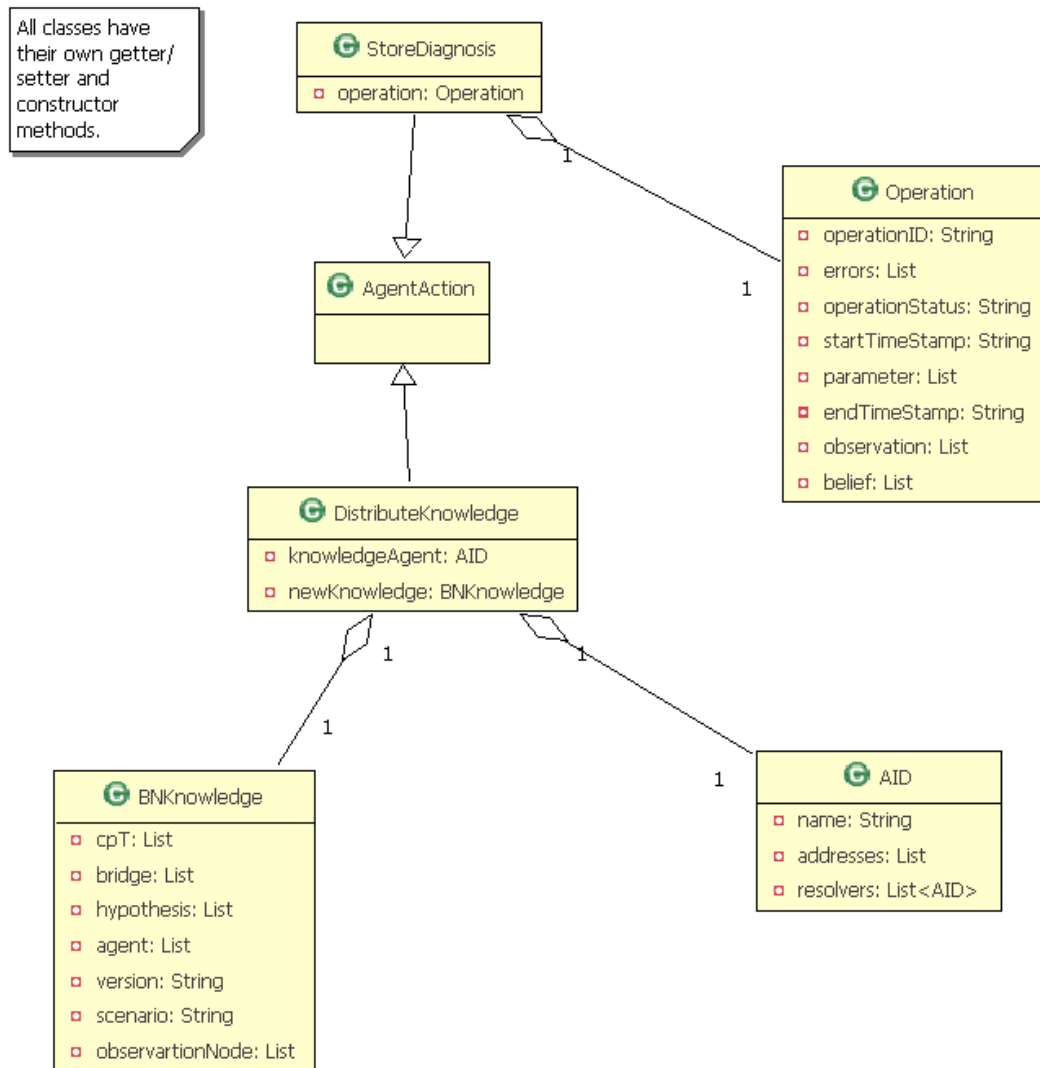 All classes have
their own getter/
setter and
constructor
methods.
StoreDiagnosis
operation: Operation
1
1
Operation
operationID: String
errors: List
operationStatus: String
startTimeStamp: String
parameter: List
endTimeStamp: String
observation: List
belief: List
AgentAction
DistributeKnowledge
knowledgeAgent: AID
newKnowledge: BNKnowledge
1
1
1
1
BNKnowledge
cpT: List
bridge: List
hypothesis: List
agent: List
version: String
scenario: String
observartionNode: List
AID
name: String
addresses: List
resolvers: List<AID>